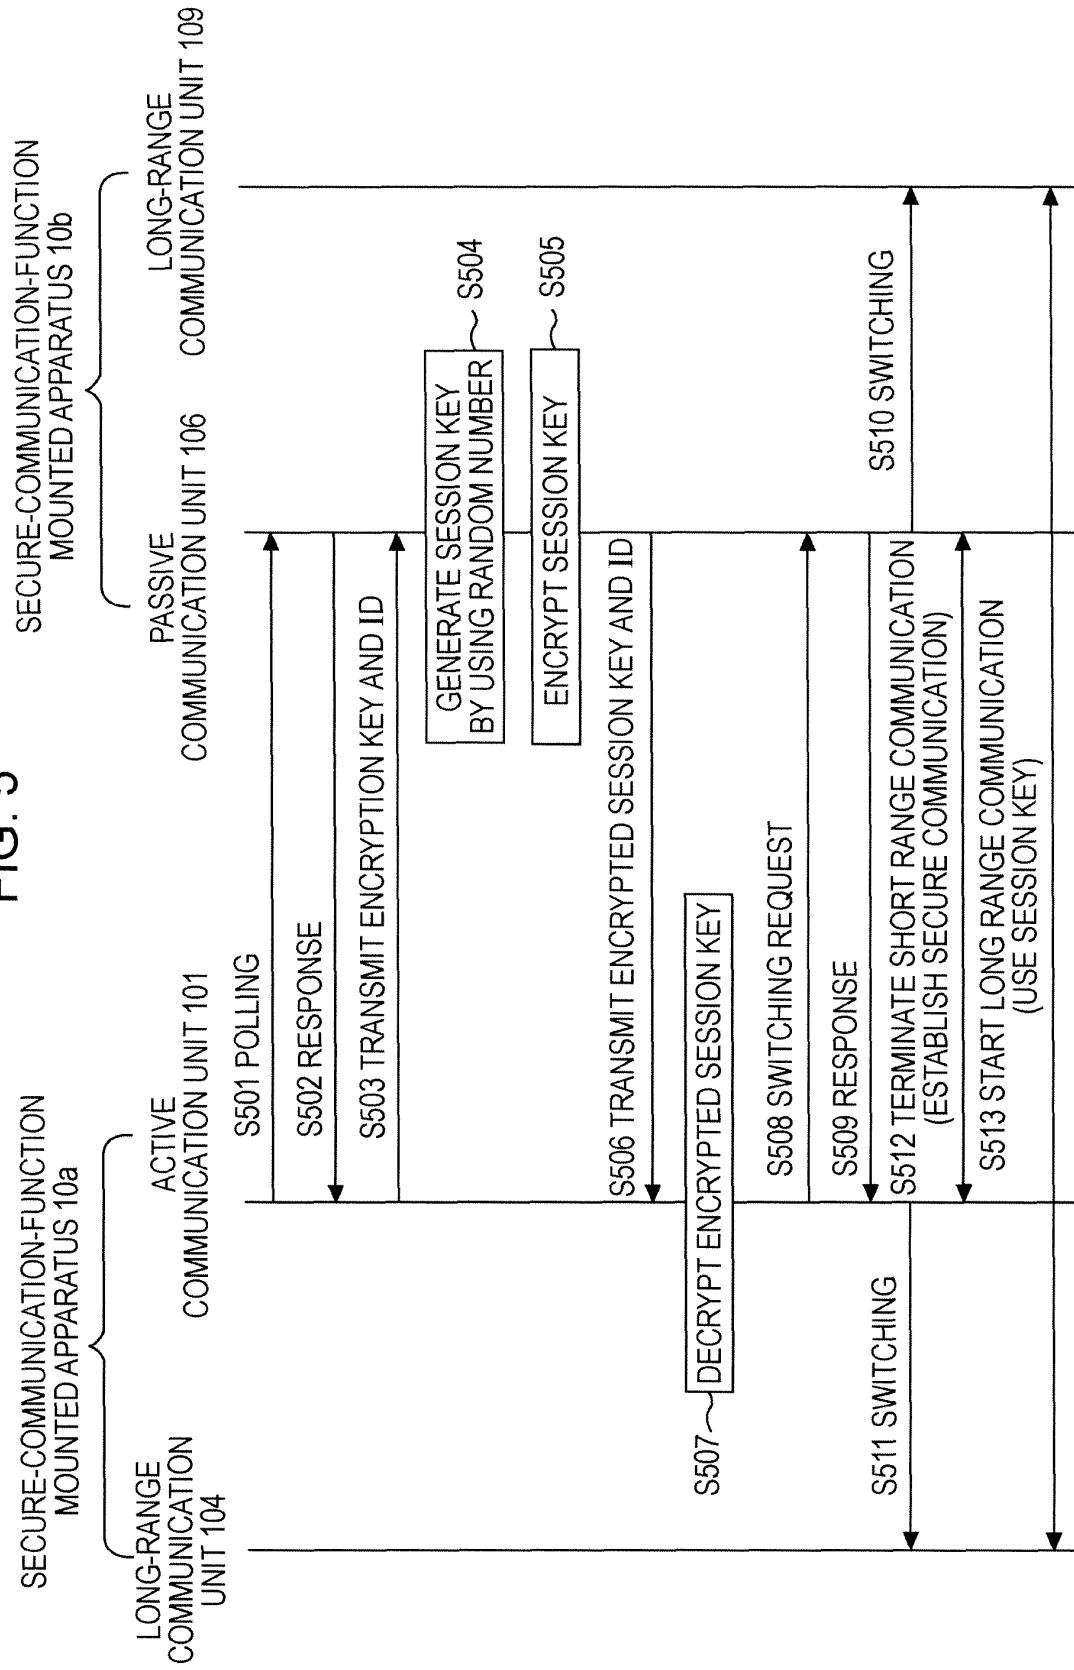 FIG. 5
SECURE-COMMUNICATION-FUNCTION
MOUNTED APPARATUS 10a
SECURE-COMMUNICATION-FUNCTION
MOUNTED APPARATUS 10b
LONG-RANGE
COMMUNICATION
UNIT 104
ACTIVE
COMMUNICATION UNIT 101
PASSIVE
COMMUNICATION UNIT 106
LONG-RANGE
COMMUNICATION UNIT 109
S501 POLLING
S502 RESPONSE
S503 TRANSMIT ENCRYPTION KEY AND ID
GENERATE SESSION KEY
BY USING RANDOM NUMBER
S504
ENCRYPT SESSION KEY
S505
S506 TRANSMIT ENCRYPTED SESSION KEY AND ID
S507
DECRYPT ENCRYPTED SESSION KEY
S508 SWITCHING REQUEST
S509 RESPONSE
S510 SWITCHING
S511 SWITCHING
S512 TERMINATE SHORT RANGE COMMUNICATION
(ESTABLISH SECURE COMMUNICATION)
S513 START LONG RANGE COMMUNICATION
(USE SESSION KEY)